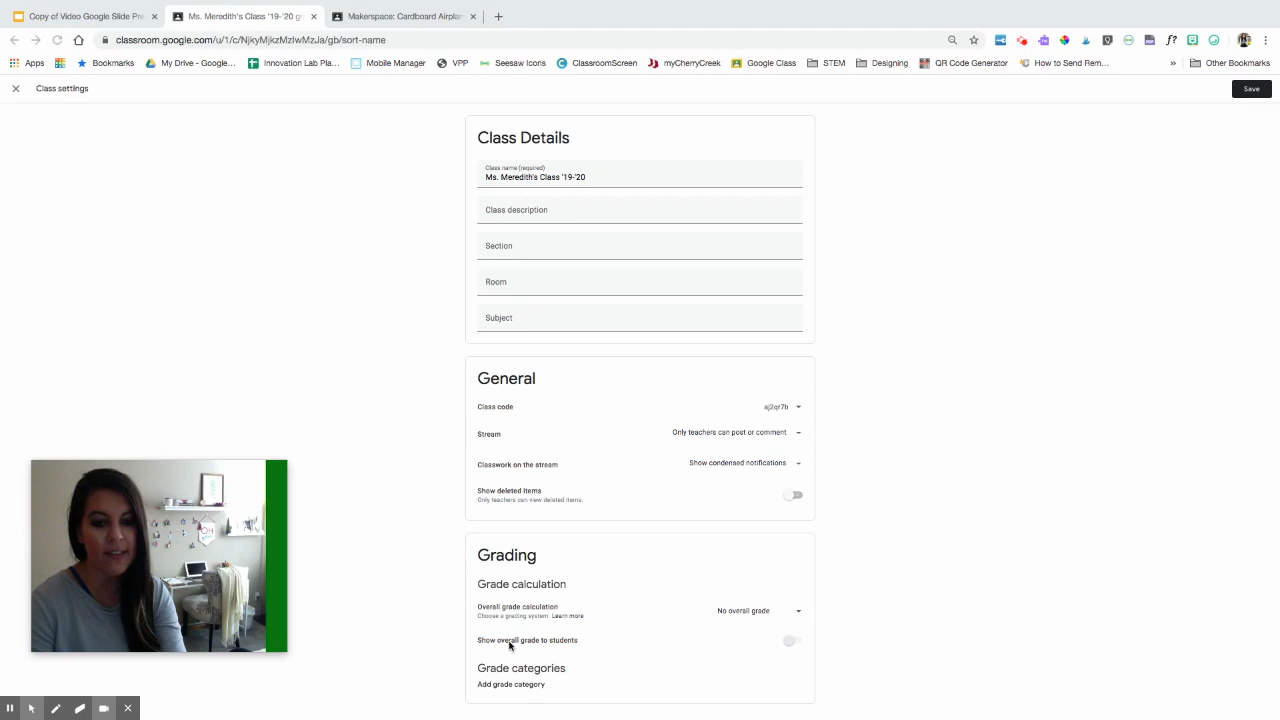 Copy of Video Google Slide Pre
Ms. Meredith's Class '19-'20 gr
Makerspace: Cardboard Airplan
classroom.google.com/u/1/c/NjkyMjkzMzIwMzJa/gb/sort-name
Apps
Bookmarks
My Drive - Google...
Innovation Lab Pla...
Mobile Manager
VPP
Seesaw Icons
ClassroomScreen
myCherryCreek
Google Class
STEM
Designing
QR Code Generator
How to Send Rem...
» Other Bookmarks
Class settings
Save
Class Details
Class name (required)
Ms. Meredith's Class '19-'20
Class description
Section
Room
Subject
General
Class code
aj2qr7b
Stream
Only teachers can post or comment
Classwork on the stream
Show condensed notifications
Show deleted items
Only teachers can view deleted items.
Grading
Grade calculation
Overall grade calculation
No overall grade
Choose a grading system. Learn more
Show overall grade to students
Grade categories
Add grade category